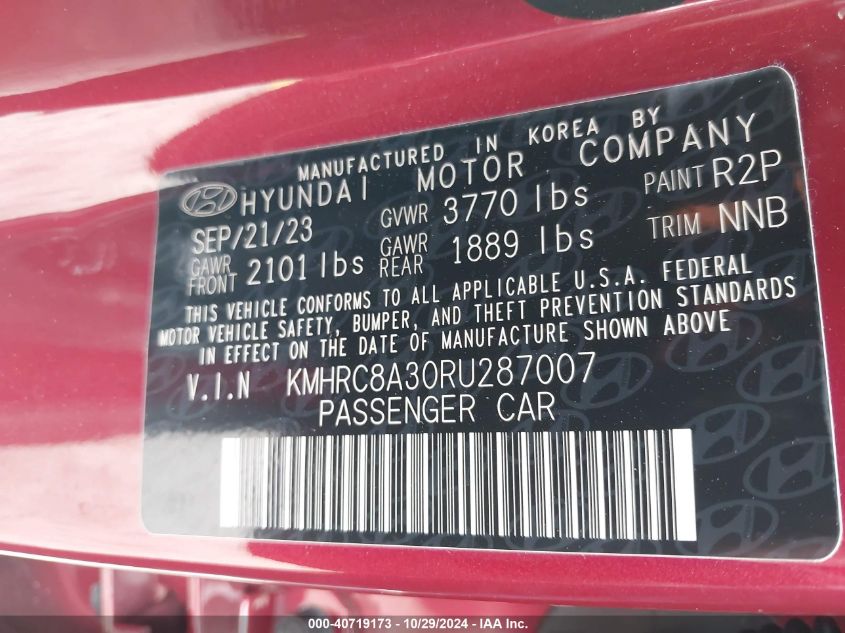 MANUFACTURED IN KOREA BY
HYUNDAI MOTOR COMPANY
SEP/21/23 GVWR 3770 lbs PAINT R2P
GAWR FRONT 2101 lbs GAWR REAR 1889 lbs TRIM NNB
THIS VEHICLE CONFORMS TO ALL APPLICABLE U.S.A. FEDERAL
MOTOR VEHICLE SAFETY, BUMPER, AND THEFT PREVENTION STANDARDS
IN EFFECT ON THE DATE OF MANUFACTURE SHOWN ABOVE
V.I.N KMHRC8A30RU287007
PASSENGER CAR
000-40719173 - 10/29/2024 - IAA Inc.